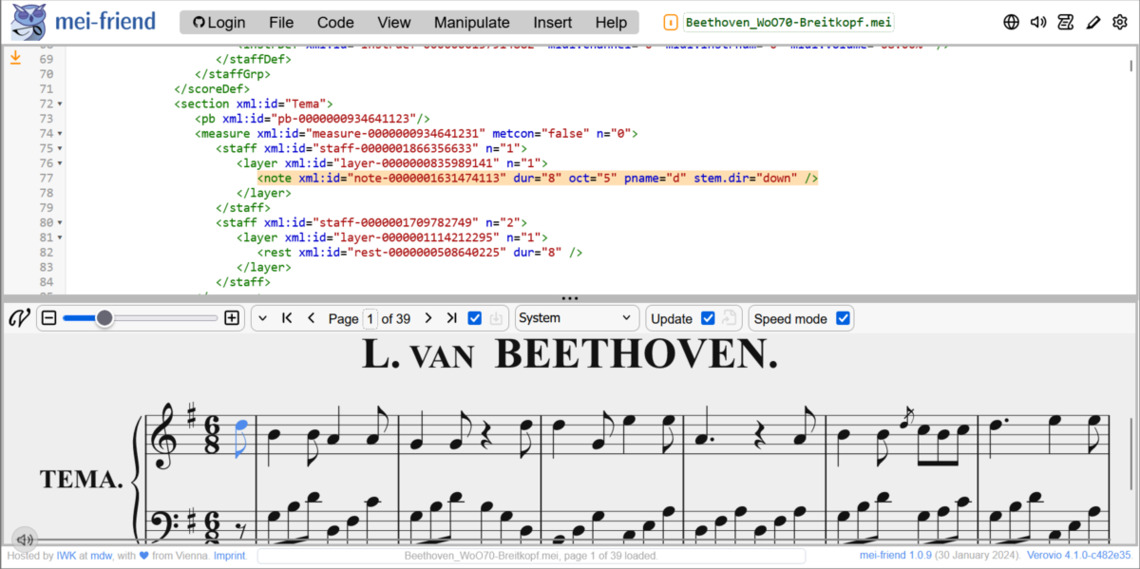 mei-friend Login File Code View Manipulate Insert Help Beethoven_WoO70-Breitkopf.mei
69 </staffDef>
70 </staffGrp>
71 </scoreDef>
72 <section xml:id="Tema">
73 <pb xml:id="pb-0000000934641123"/>
74 <measure xml:id="measure-0000000934641231" metcon="false" n="0">
75 <staff xml:id="staff-0000001866356633" n="1">
76 <layer xml:id="layer-0000000835989141" n="1">
77 <note xml:id="note-0000001631474113" dur="8" oct="5" pname="d" stem.dir="down" />
78 </layer>
79 </staff>
80 <staff xml:id="staff-0000001709782749" n="2">
81 <layer xml:id="layer-0000001114212295" n="1">
82 <rest xml:id="rest-0000000508640225" dur="8" />
83 </layer>
84 </staff>
Page 1 of 39 System Update Speed mode
L. VAN BEETHOVEN.
6
8
TEMA.
6
8
Hosted by IWK at mdw, with ♥ from Vienna. Imprint. Beethoven_WoO70-Breitkopf.mei, page 1 of 39 loaded. mei-friend 1.0.9 (30 January 2024). Verovio 4.1.0-c482e35.